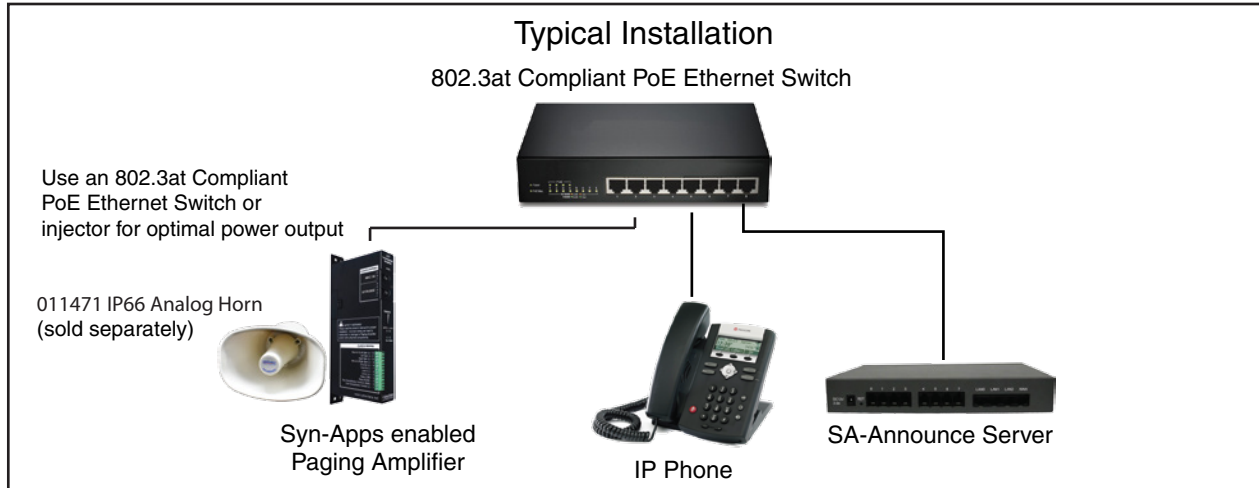 Typical Installation
802.3at Compliant PoE Ethernet Switch
Use an 802.3at Compliant
PoE Ethernet Switch or
injector for optimal power output
011471 IP66 Analog Horn
(sold separately)
Syn-Apps enabled
Paging Amplifier
IP Phone
SA-Announce Server